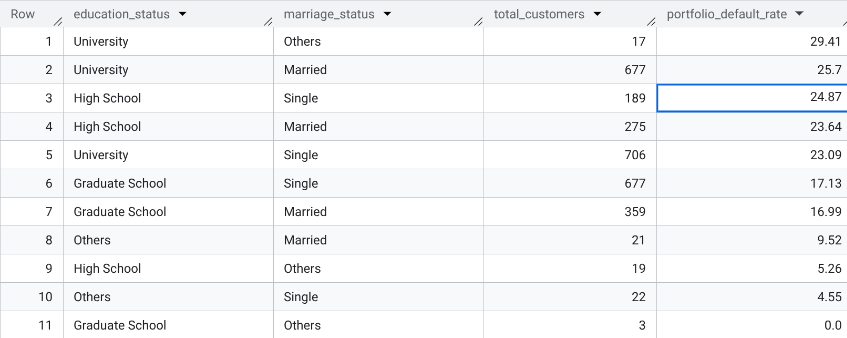 Row education_status marriage_status total_customers portfolio_default_rate
1 University Others 17 29.41
2 University Married 677 25.7
3 High School Single 189 24.87
4 High School Married 275 23.64
5 University Single 706 23.09
6 Graduate School Single 677 17.13
7 Graduate School Married 359 16.99
8 Others Married 21 9.52
9 High School Others 19 5.26
10 Others Single 22 4.55
11 Graduate School Others 3 0.0